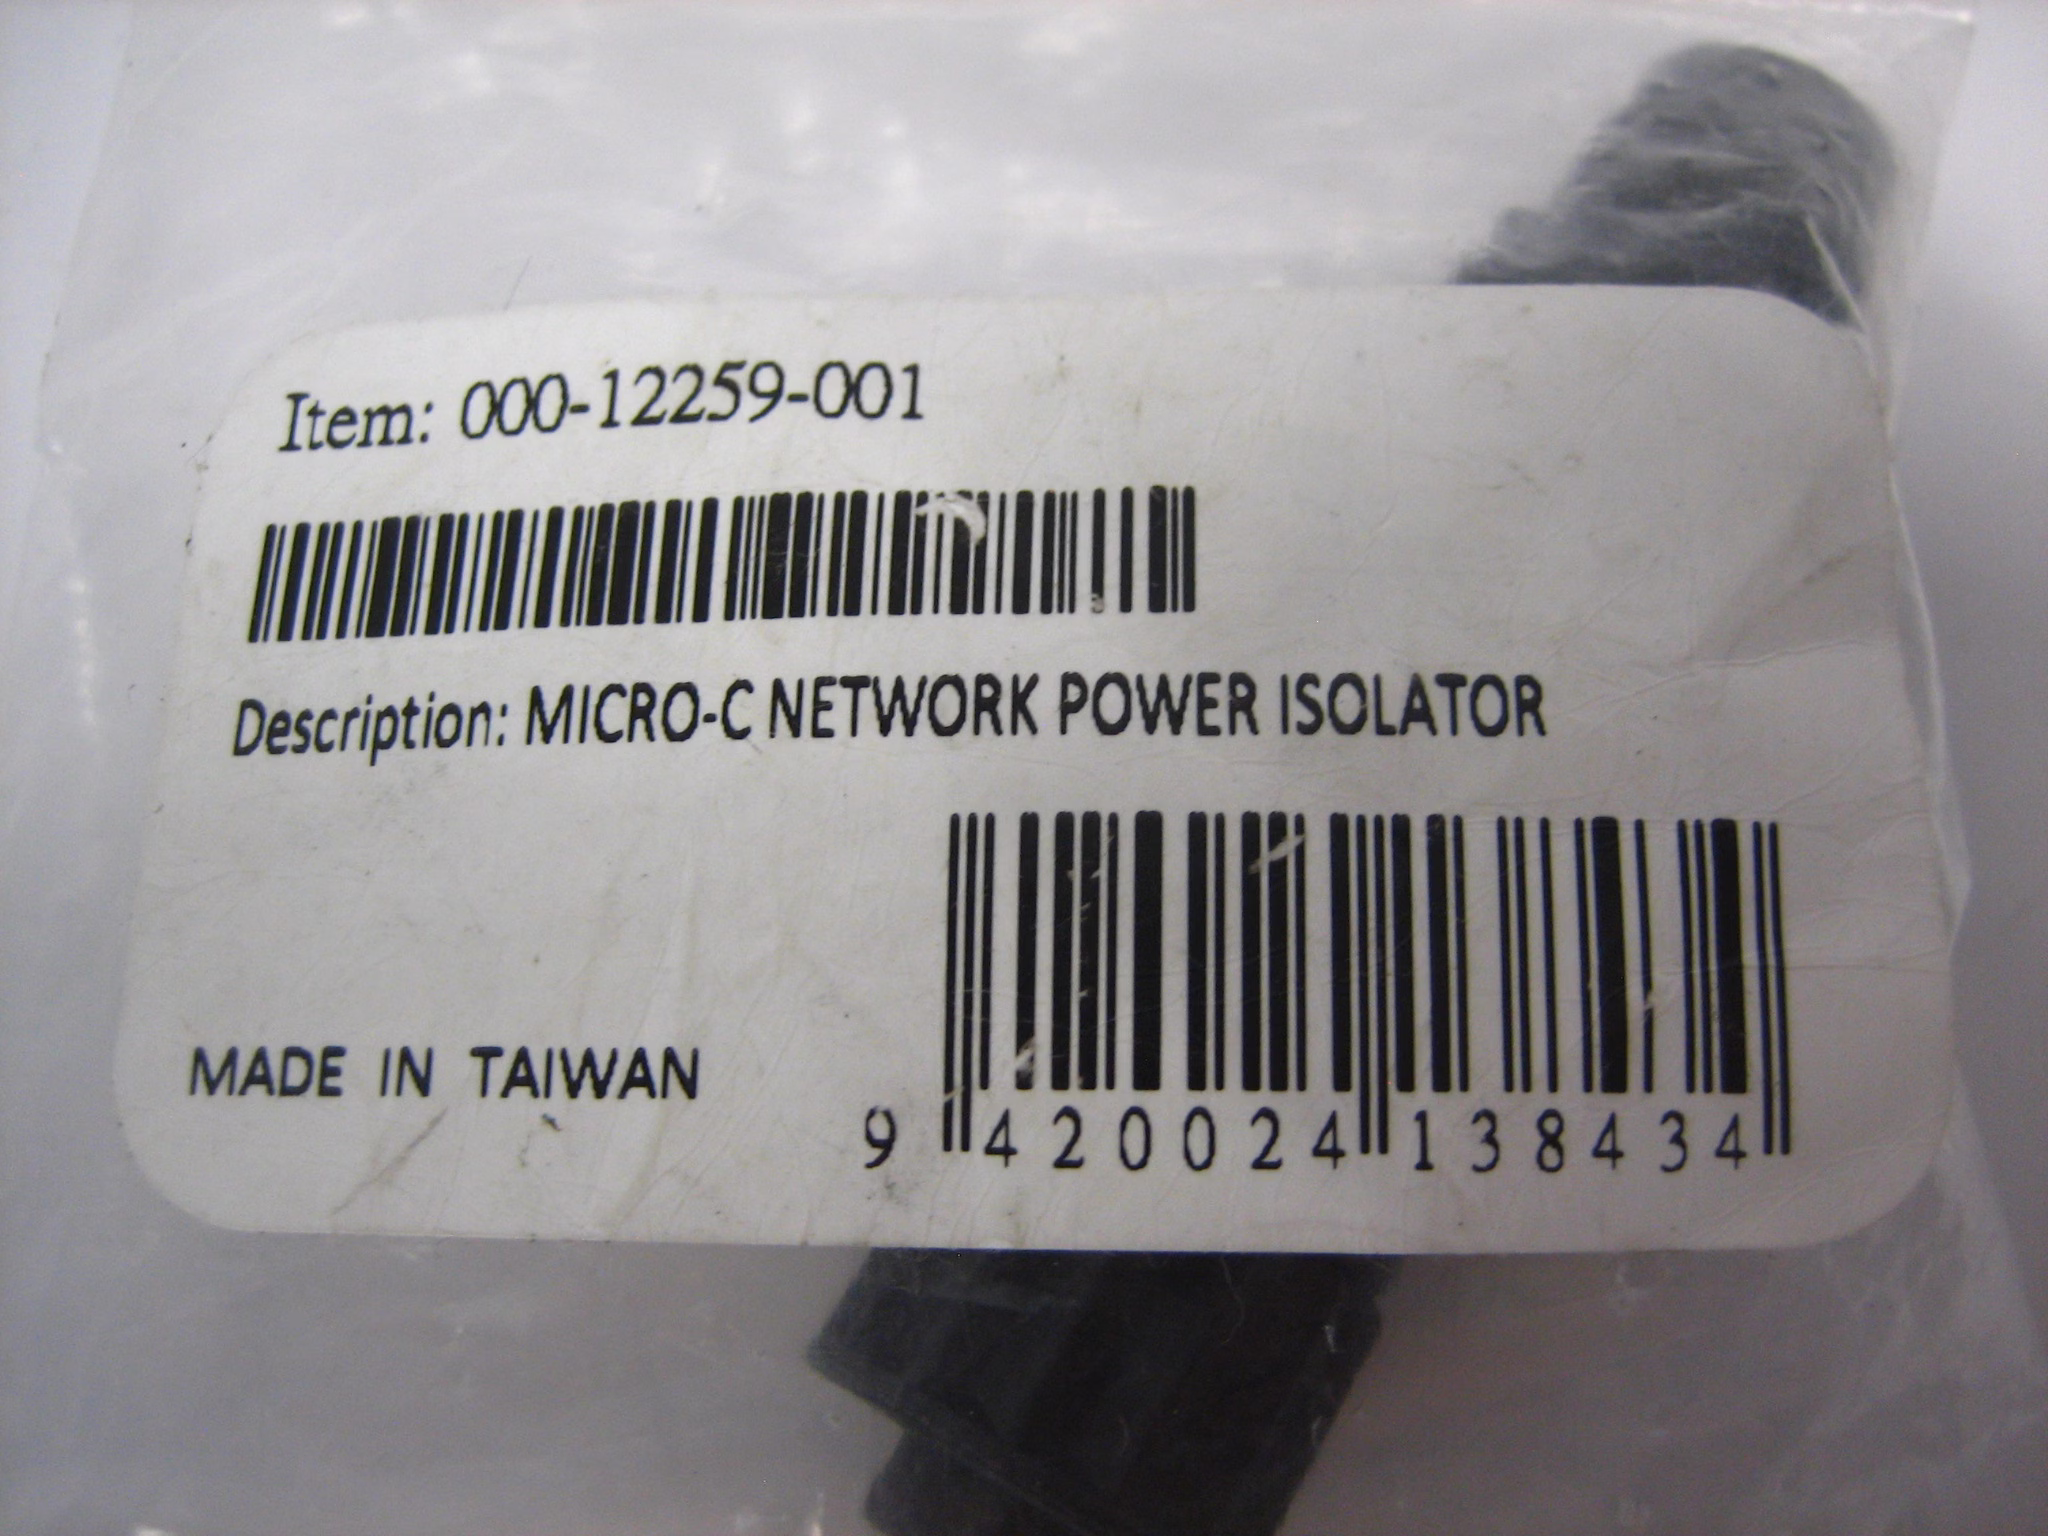 Item: 000-12259-001
Description: MICRO-C NETWORK POWER ISOLATOR
MADE IN TAIWAN
9 420024 138434